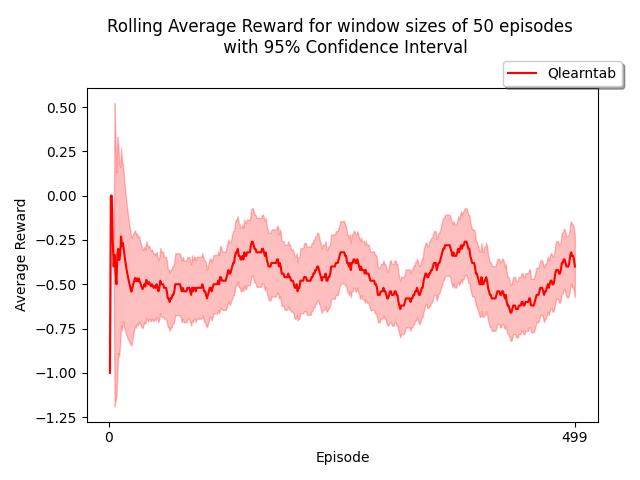 Rolling Average Reward for window sizes of 50 episodes
with 95% Confidence Interval
Qlearntab
0.50
0.25
0.00
−0.25
−0.50
−0.75
−1.00
−1.25
Average Reward
0 499
Episode